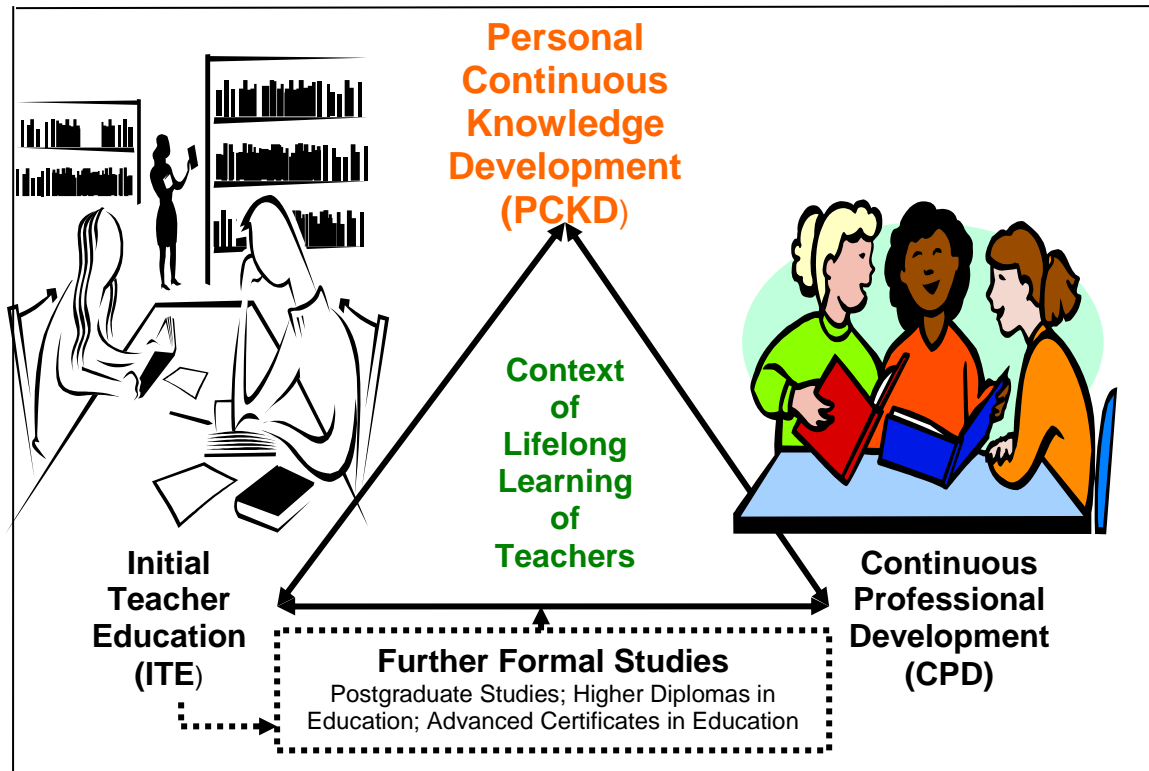 Personal
Continuous
Knowledge
Development
(PCKD)
Context
of
Lifelong
Learning
of
Teachers
Initial
Teacher
Education
(ITE)
Continuous
Professional
Development
(CPD)
Further Formal Studies
Postgraduate Studies; Higher Diplomas in
Education; Advanced Certificates in Education